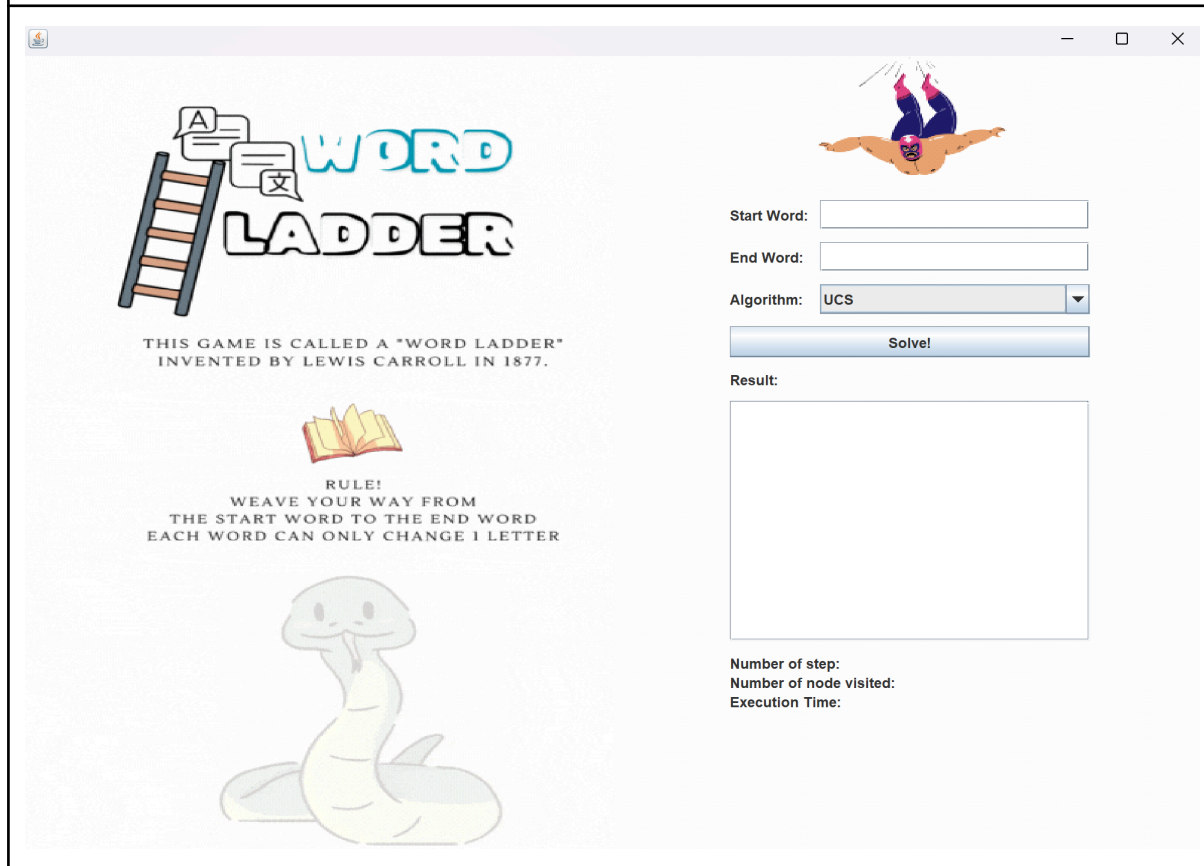 A
文
WORD
LADDER
THIS GAME IS CALLED A "WORD LADDER"
INVENTED BY LEWIS CARROLL IN 1877.
RULE!
WEAVE YOUR WAY FROM
THE START WORD TO THE END WORD
EACH WORD CAN ONLY CHANGE 1 LETTER
Start Word:
End Word:
Algorithm: UCS
Solve!
Result:
Number of step:
Number of node visited:
Execution Time: